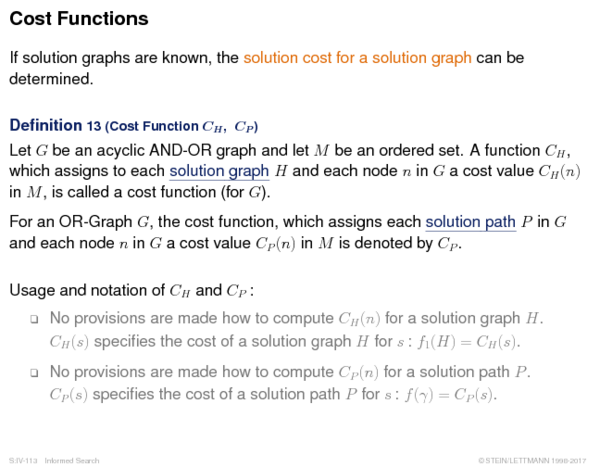 Cost Functions
If solution graphs are known, the solution cost for a solution graph can be
determined.
Definition 13 (Cost Function C_H, C_P)
Let G be an acyclic AND-OR graph and let M be an ordered set. A function C_H,
which assigns to each solution graph H and each node n in G a cost value C_H(n)
in M, is called a cost function (for G).
For an OR-Graph G, the cost function, which assigns each solution path P in G
and each node n in G a cost value C_P(n) in M is denoted by C_P.
Usage and notation of C_H and C_P:
❑ No provisions are made how to compute C_H(n) for a solution graph H.
C_H(s) specifies the cost of a solution graph H for s: f_1(H) = C_H(s).
❑ No provisions are made how to compute C_P(n) for a solution path P.
C_P(s) specifies the cost of a solution path P for s: f(γ) = C_P(s).
S:IV-113 Informed Search © STEIN/LETTMANN 1998-2017